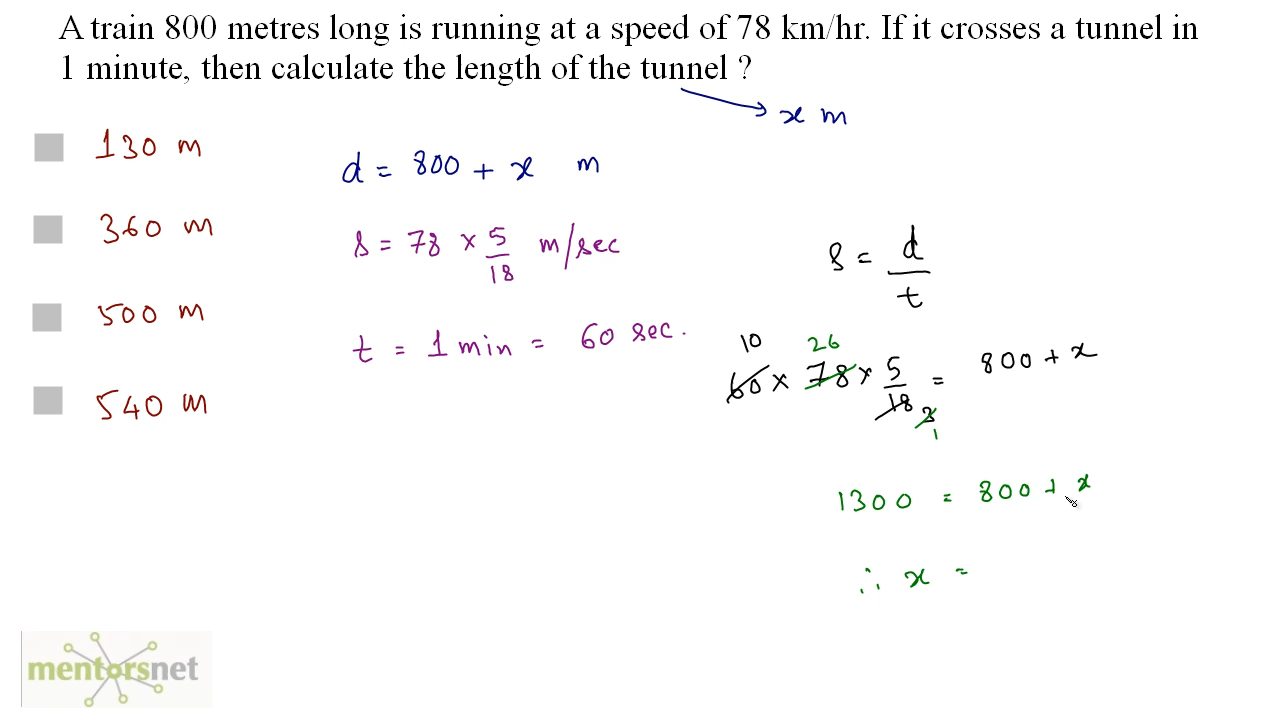 A train 800 metres long is running at a speed of 78 km/hr. If it crosses a tunnel in
1 minute, then calculate the length of the tunnel ?
x m
130 m
360 m
500 m
540 m
d = 800 + x m
s = 78 × 5/18 m/sec
t = 1 min = 60 sec.
s = d/t
10 26
60 × 78 × 5/18 = 800 + x
3
1
1300 = 800 + x
∴ x =
mentorsnet